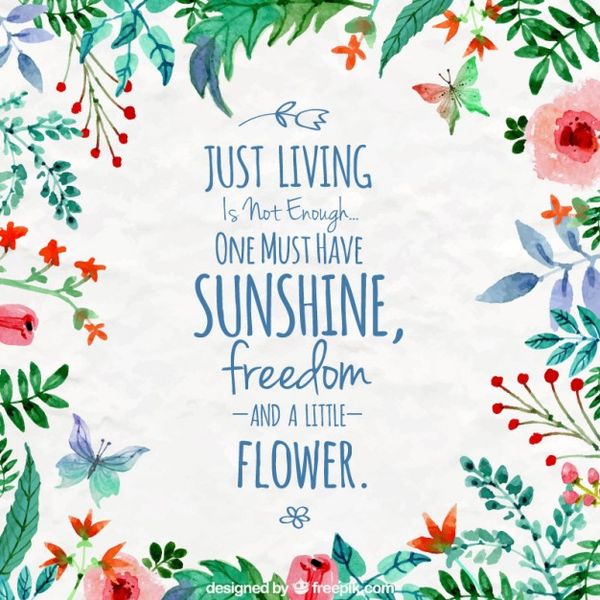 JUST LIVING
Is Not Enough...
ONE MUST HAVE
SUNSHINE,
freedom
—AND A LITTLE—
FLOWER.
designed by freepik.com